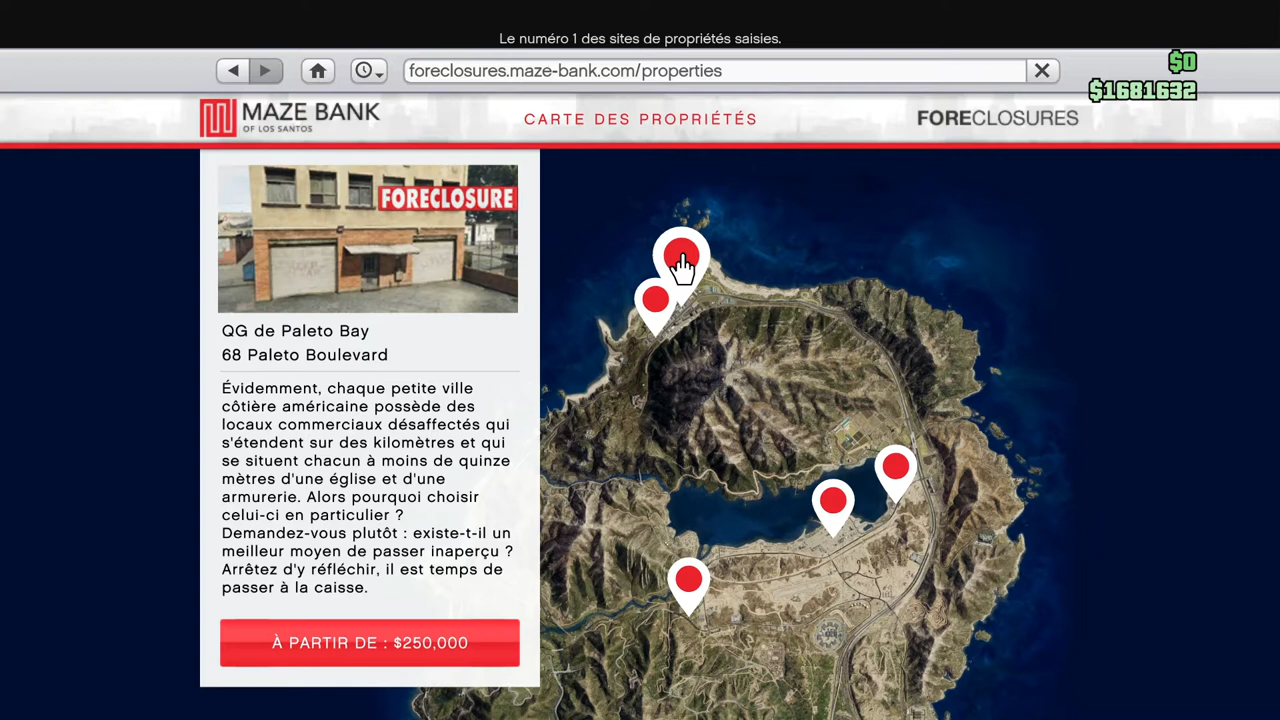 Le numéro 1 des sites de propriétés saisies.
foreclosures.maze-bank.com/properties
$0
$1681632
MAZE BANK
OF LOS SANTOS
CARTE DES PROPRIÉTÉS
FORECLOSURES
FORECLOSURE
QG de Paleto Bay
68 Paleto Boulevard
Évidemment, chaque petite ville
côtière américaine possède des
locaux commerciaux désaffectés qui
s'étendent sur des kilomètres et qui
se situent chacun à moins de quinze
mètres d'une église et d'une
armurerie. Alors pourquoi choisir
celui-ci en particulier ?
Demandez-vous plutôt : existe-t-il un
meilleur moyen de passer inaperçu ?
Arrêtez d'y réfléchir, il est temps de
passer à la caisse.
À PARTIR DE : $250,000